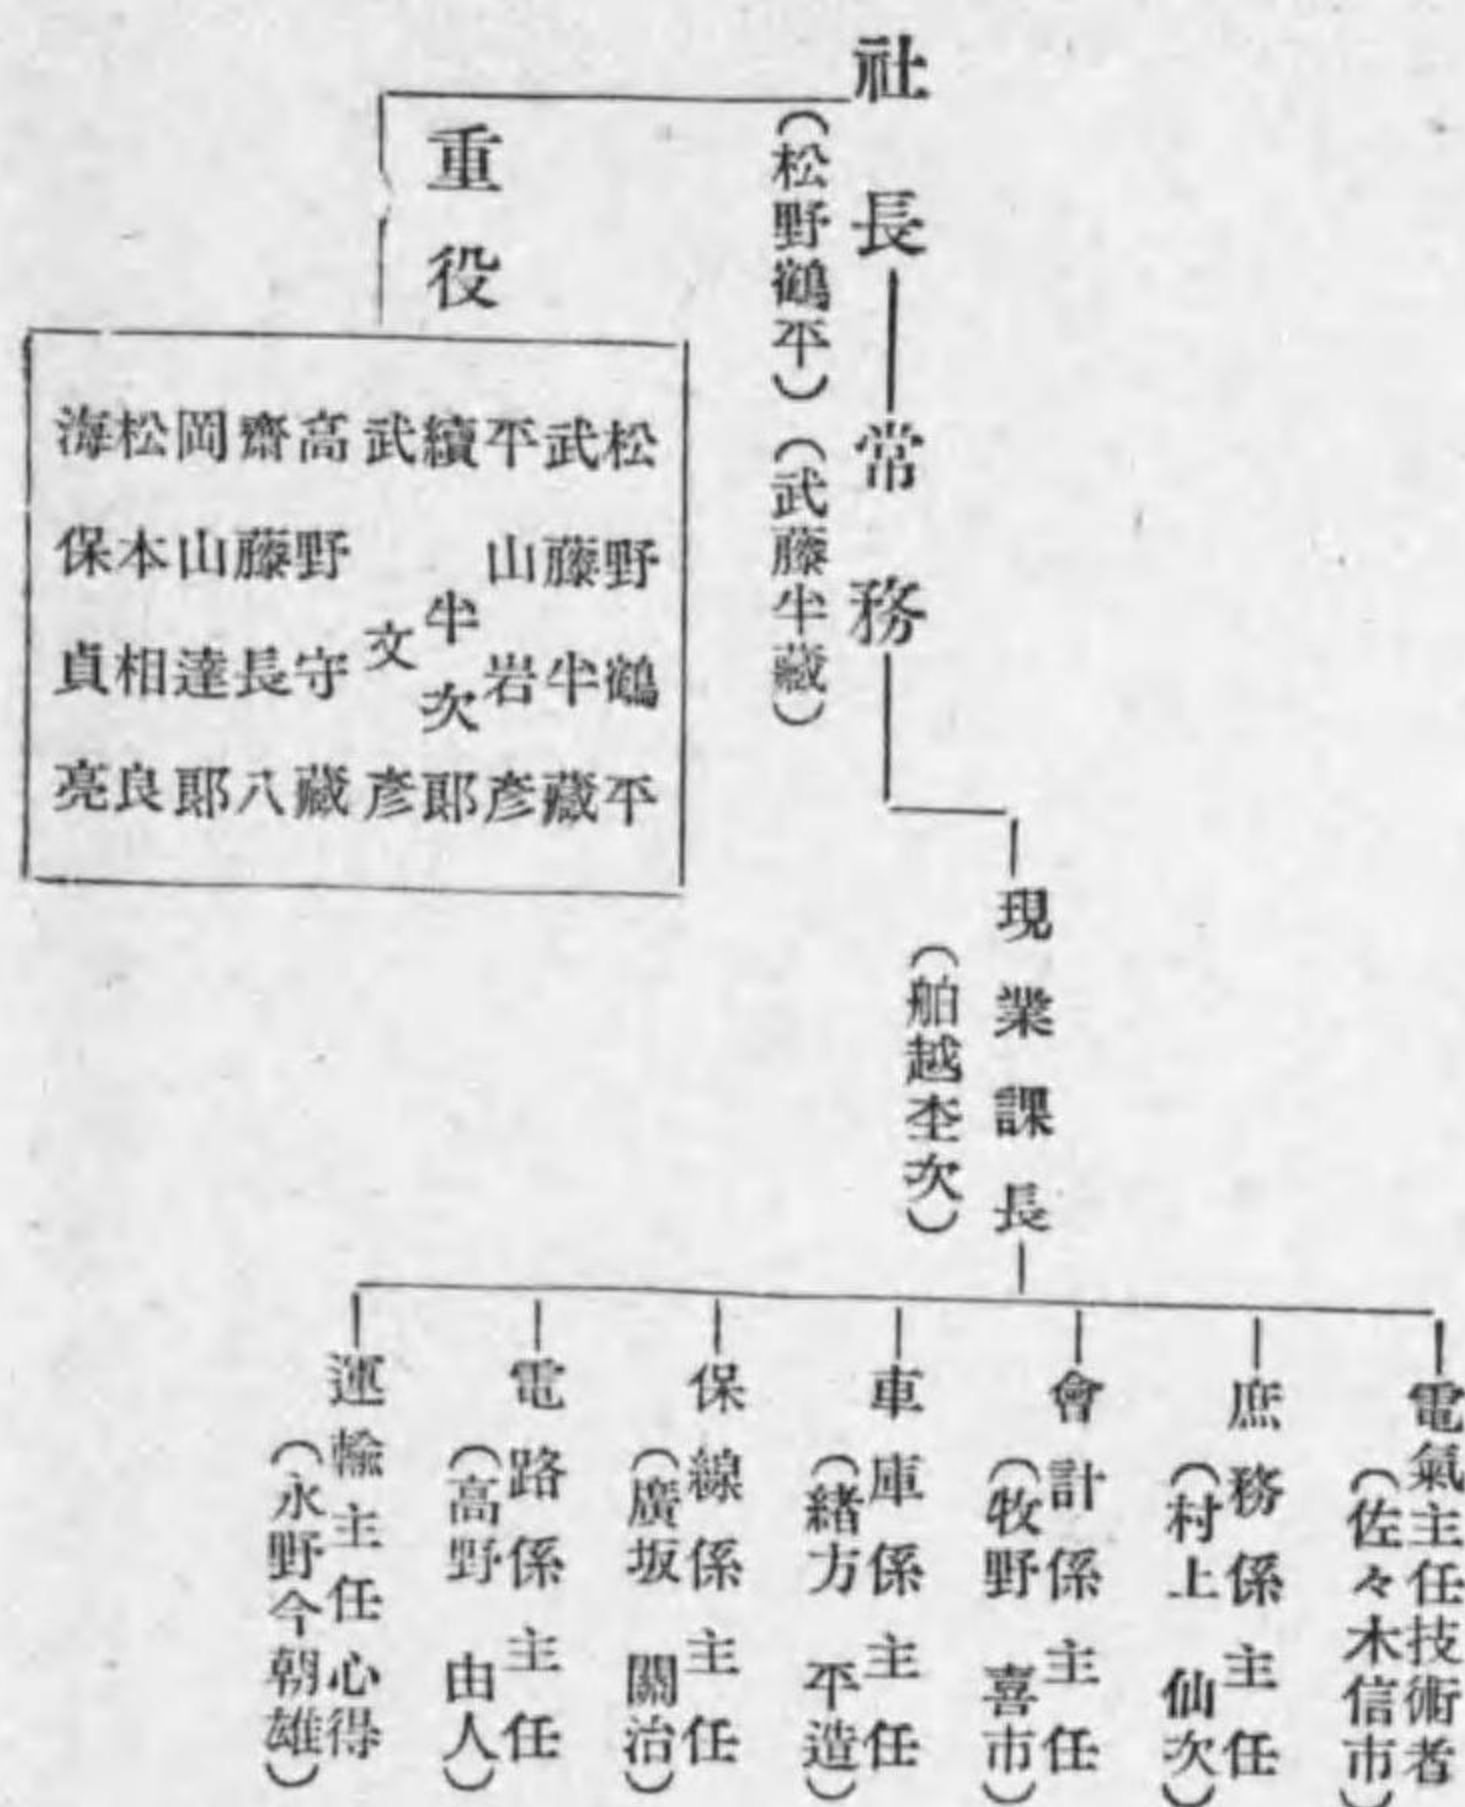 社長
(松野鶴平)
常務
(武藤半藏)
重役
松野鶴平
武藤半藏
平山岩彦
續半次郎
武文彦
高野守藏
齋藤長八
岡山達郎
松本相良
海保貞亮
現業課長
(舶越杢次)
電氣主任技術者
(佐々木信市)
庶務係主任
(村上仙次)
會計係主任
(牧野喜市)
車庫係主任
(緒方平造)
保線係主任
(廣坂關治)
電路係主任
(高野由人)
運輸主任心得
(永野今朝雄)